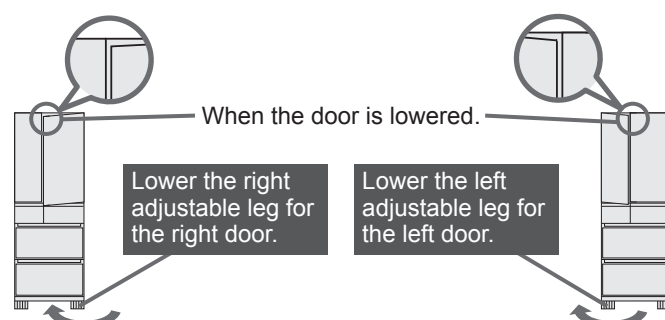 When the door is lowered.
Lower the right
adjustable leg for
the right door.
Lower the left
adjustable leg for
the left door.